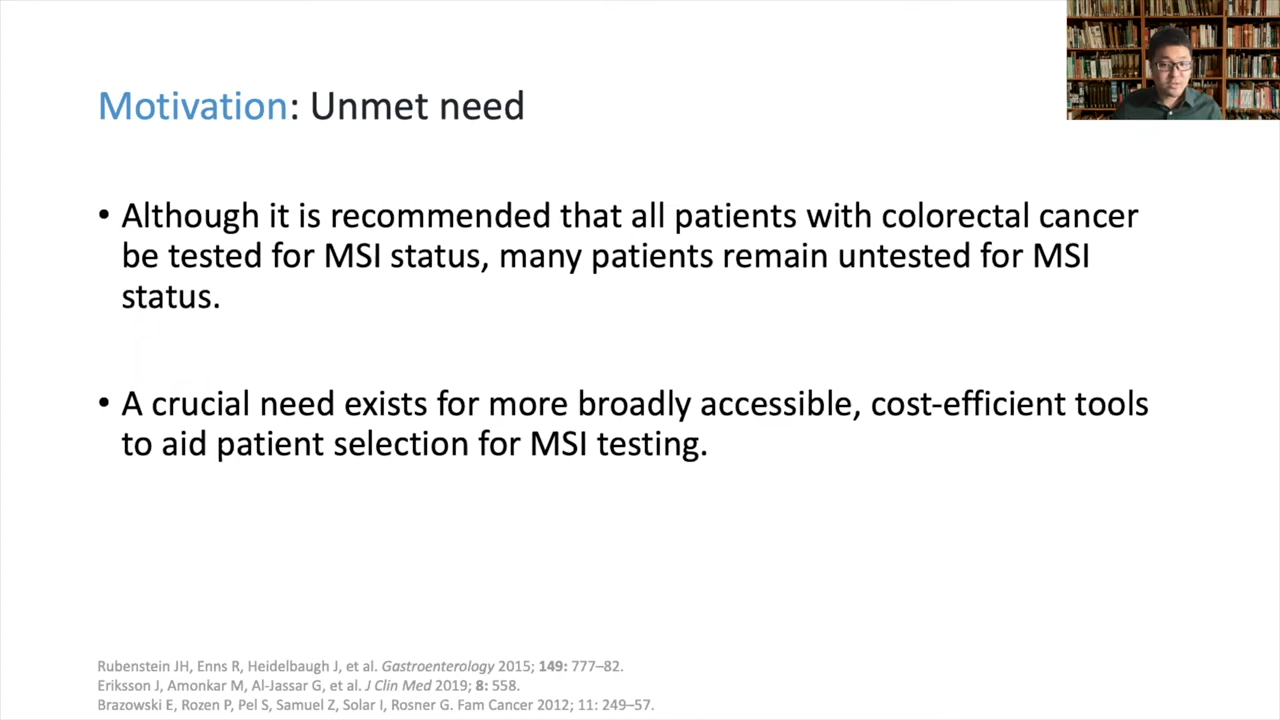 Motivation: Unmet need
• Although it is recommended that all patients with colorectal cancer
be tested for MSI status, many patients remain untested for MSI
status.
• A crucial need exists for more broadly accessible, cost-efficient tools
to aid patient selection for MSI testing.
Rubenstein JH, Enns R, Heidelbaugh J, et al. Gastroenterology 2015; 149: 777–82.
Eriksson J, Amonkar M, Al-Jassar G, et al. J Clin Med 2019; 8: 558.
Brazowski E, Rozen P, Pel S, Samuel Z, Solar I, Rosner G. Fam Cancer 2012; 11: 249–57.